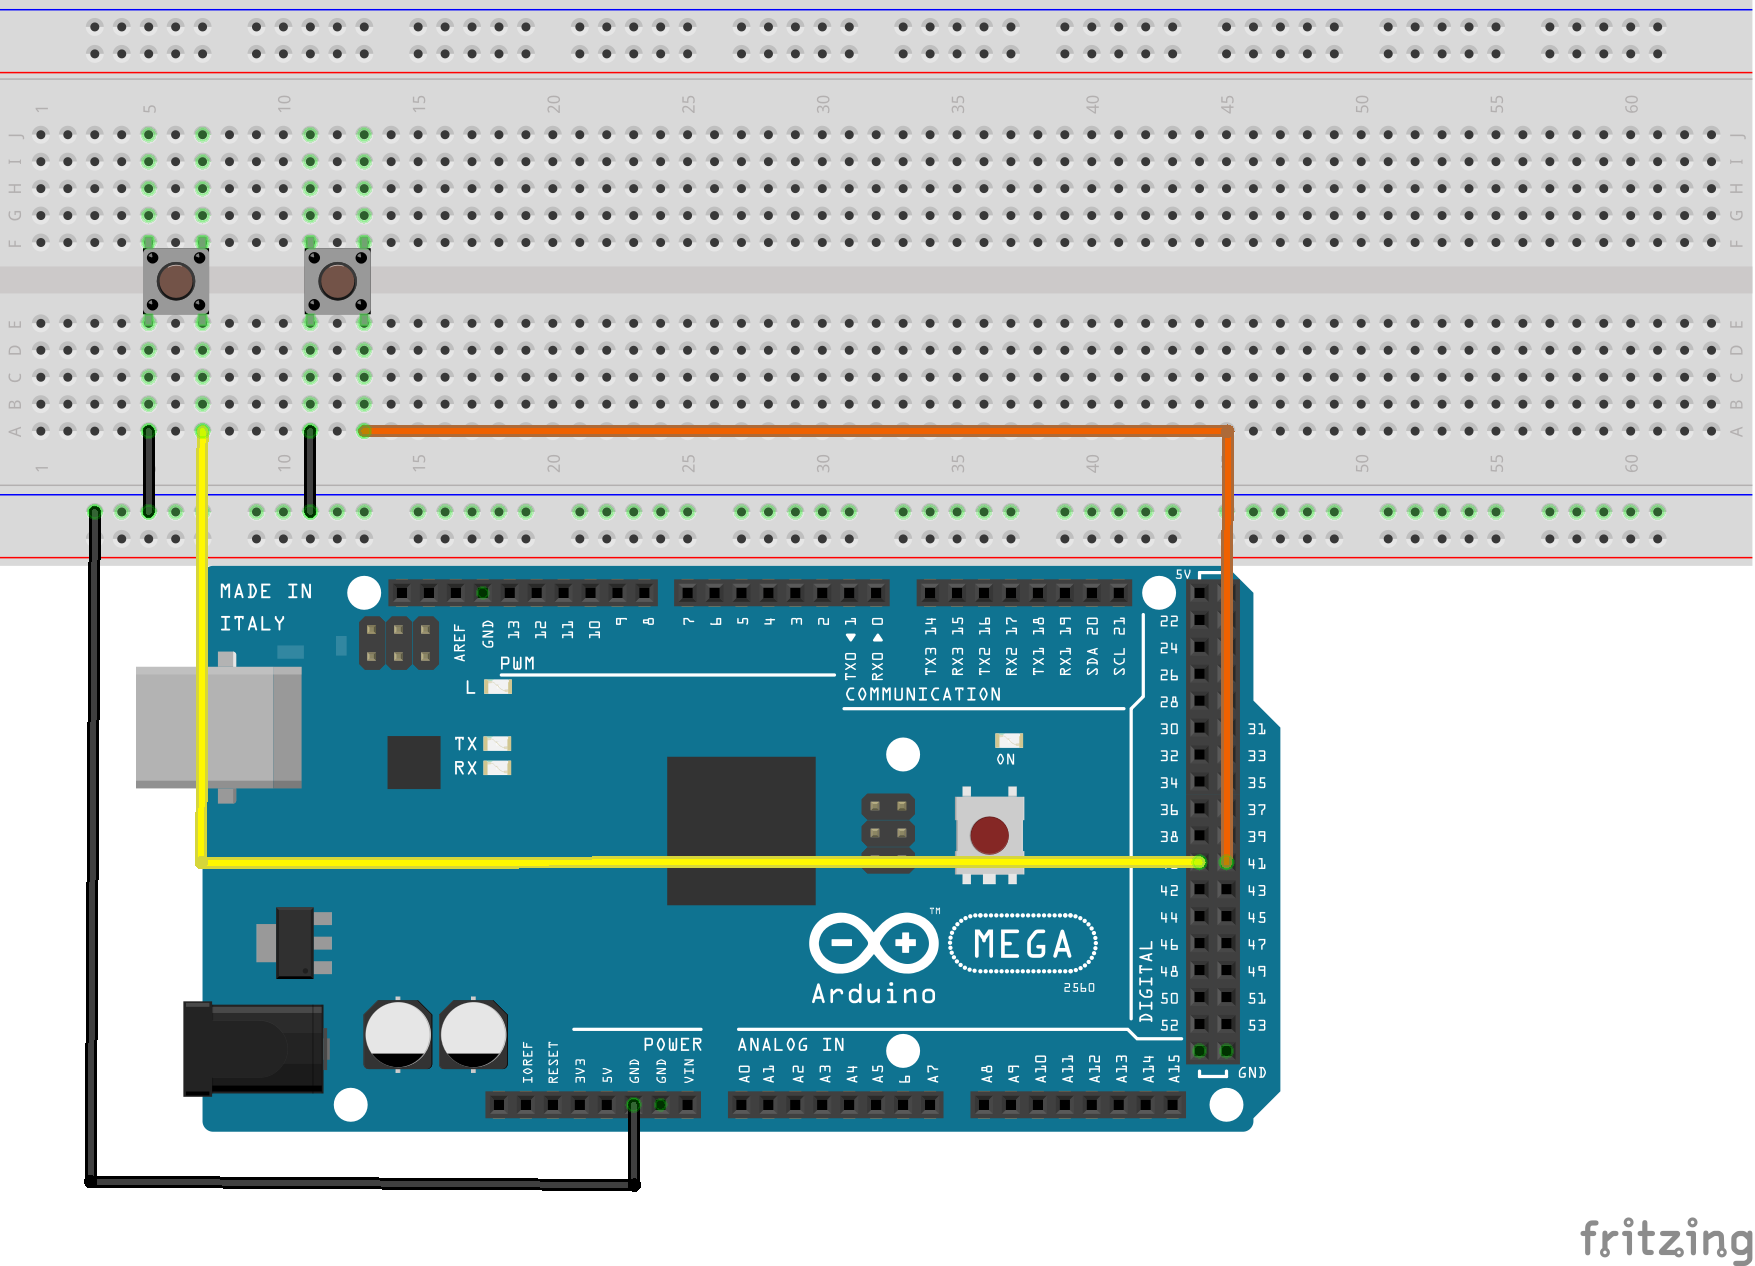 1 5 10 15 20 25 30 35 40 45 50 55 60
J J
I I
H H
G G
F F
E E
D D
C C
B B
A A
1 10 15 20 25 30 35 40 50 55 60
MADE IN
ITALY
AREF GND 13 12 11 10 9 8 7 6 5 4 3 2 TX0 1 RX0 0 TX3 14 RX3 15 TX2 16 RX2 17 TX1 18 RX1 19 SDA 20 SCL 21
PWM
COMMUNICATION
L
TX
RX
ON
5V
22
24
26
28
30 31
32 33
34 35
36 37
38 39
41
42 43
44 45
46 47
48 49
50 51
52 53
GND
DIGITAL
TM
MEGA
2560
Arduino
POWER
ANALOG IN
IOREF RESET 3V3 5V GND GND VIN A0 A1 A2 A3 A4 A5 6 A7 A8 A9 A10 A11 A12 A13 A14 A15
fritzing